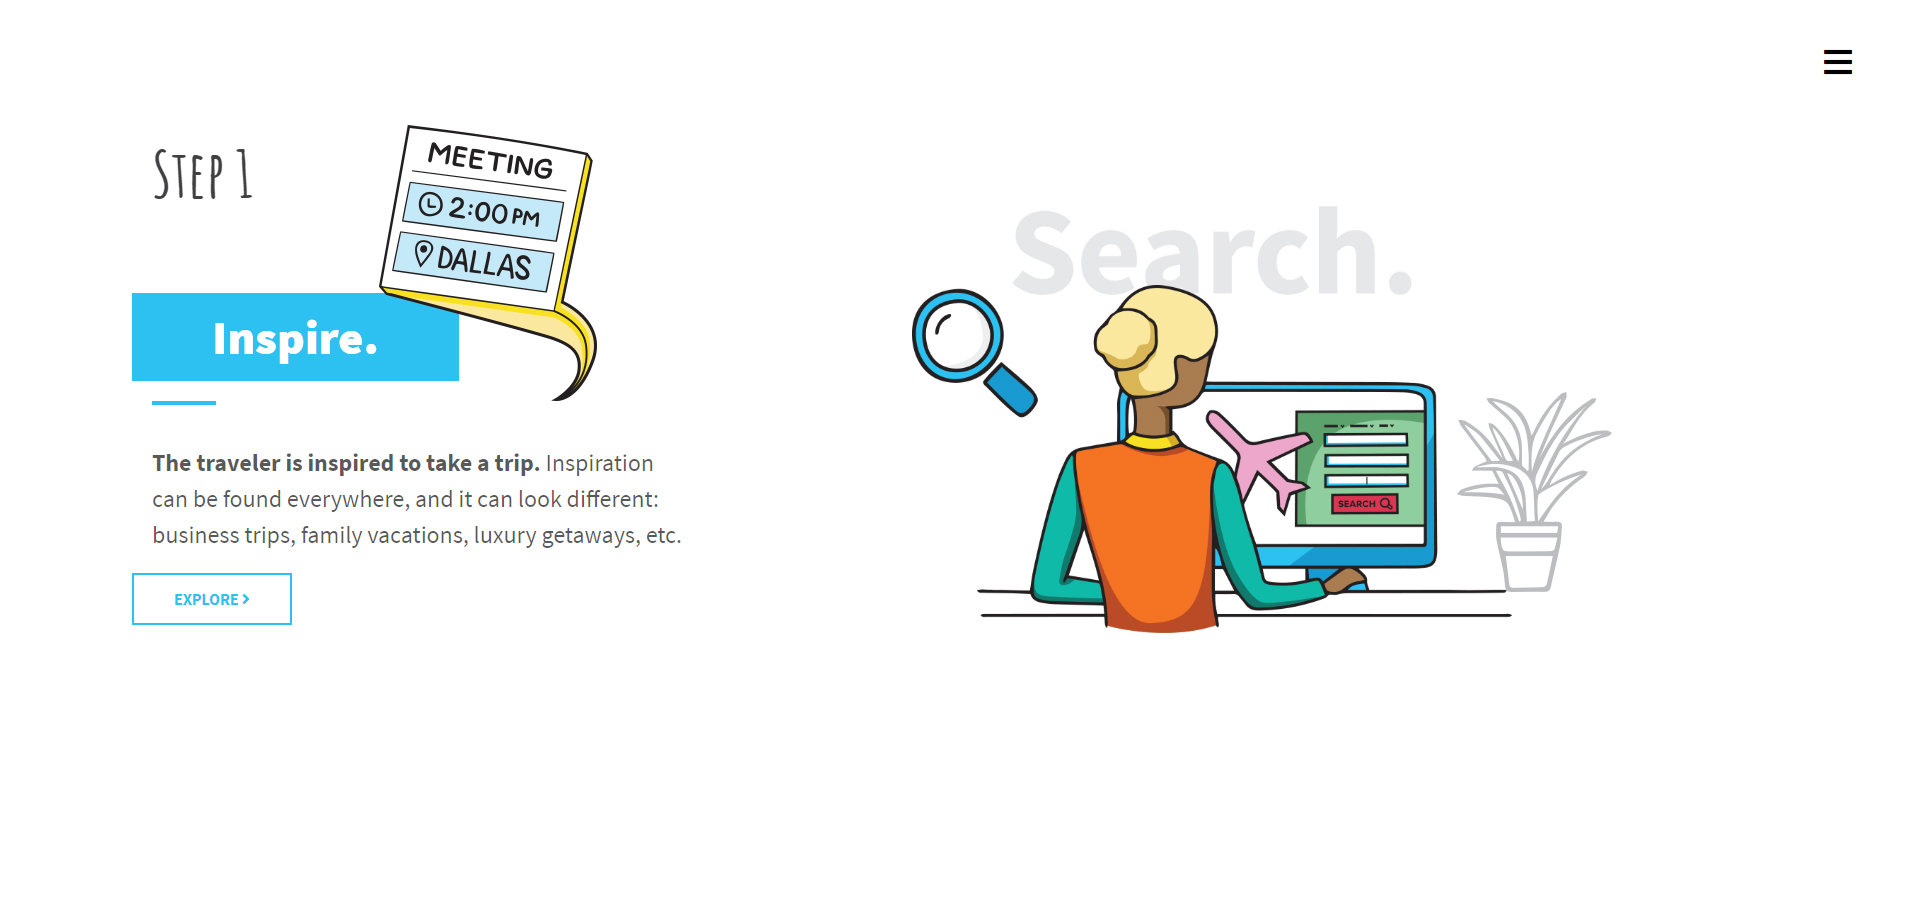 STEP 1
MEETING
2:00 PM
DALLAS
Inspire.
The traveler is inspired to take a trip. Inspiration
can be found everywhere, and it can look different:
business trips, family vacations, luxury getaways, etc.
EXPLORE
Search.
SEARCH